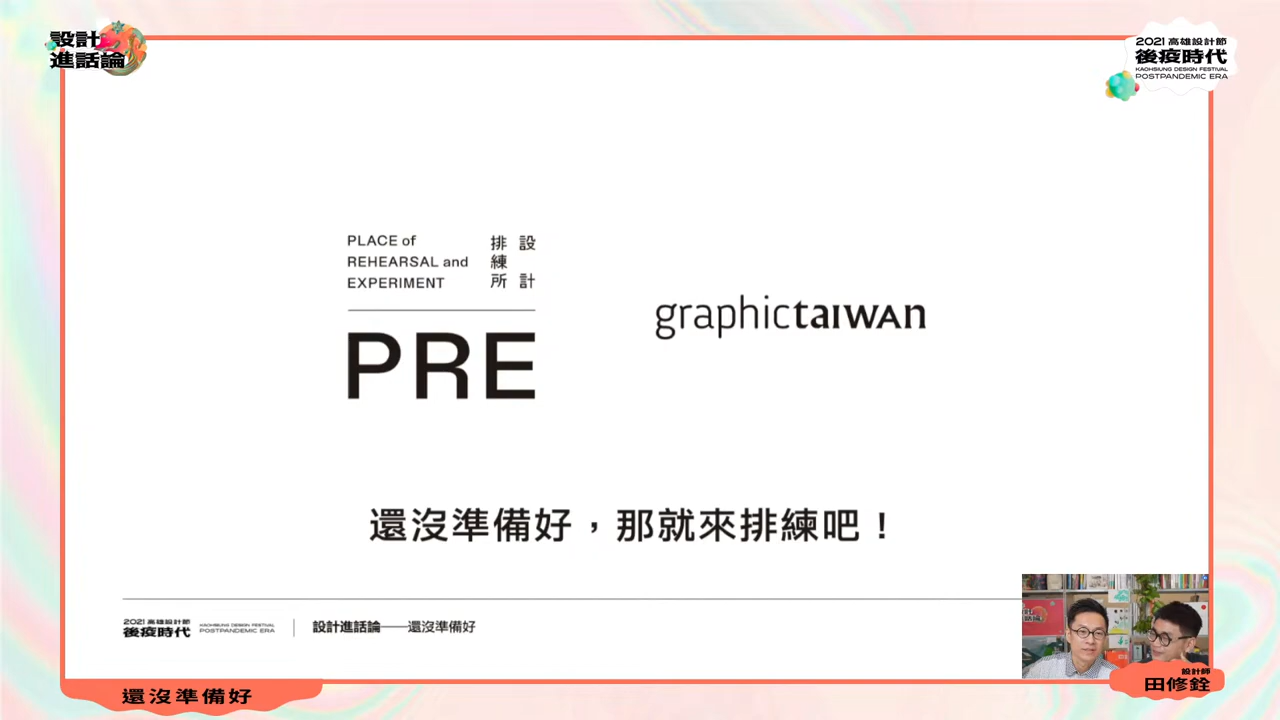 設計
進話論
2021 高雄設計節
後疫時代
KAOHSIUNG DESIGN FESTIVAL
POSTPANDEMIC ERA
PLACE of
REHEARSAL and
EXPERIMENT
設計
排練所
PRE
graphictaiwan
還沒準備好，那就來排練吧！
2021 高雄設計節
後疫時代
KAOHSIUNG DESIGN FESTIVAL
POSTPANDEMIC ERA
設計進話論——還沒準備好
還沒準備好
設計師
田修銓